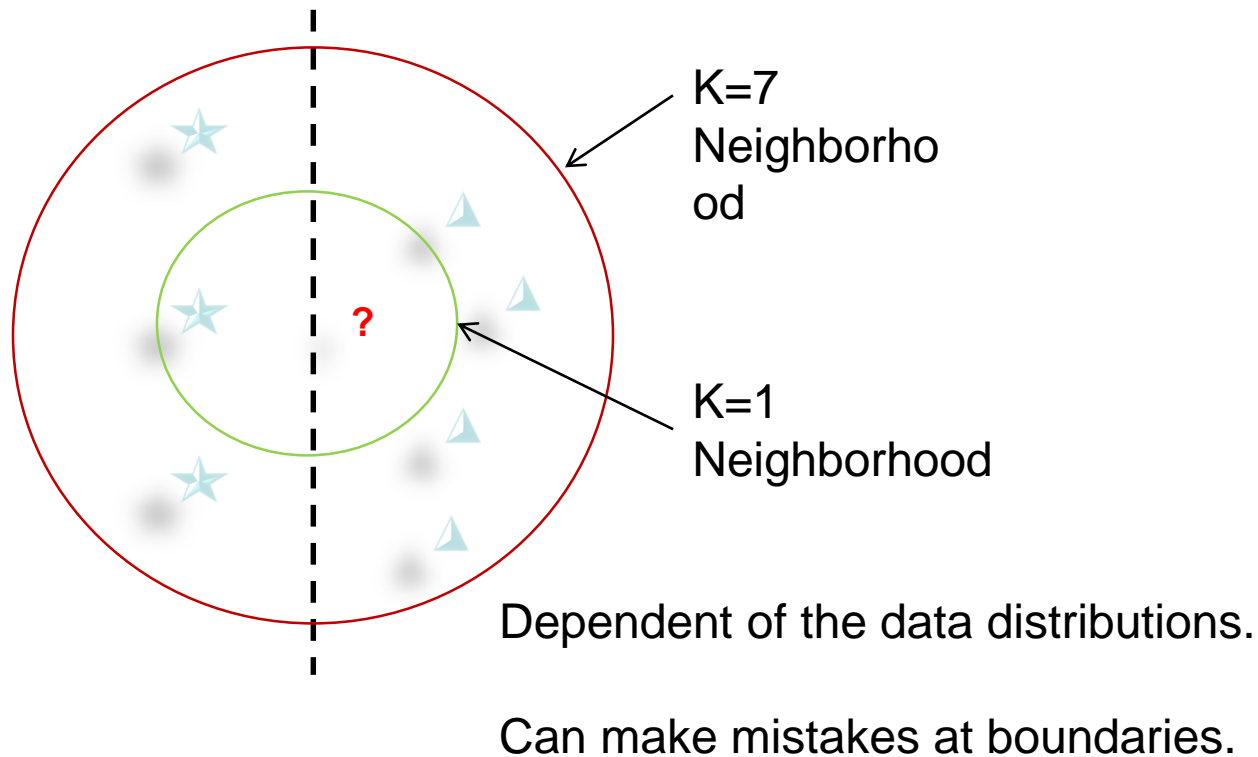 K=7
Neighborho
od
?
K=1
Neighborhood
Dependent of the data distributions.
Can make mistakes at boundaries.